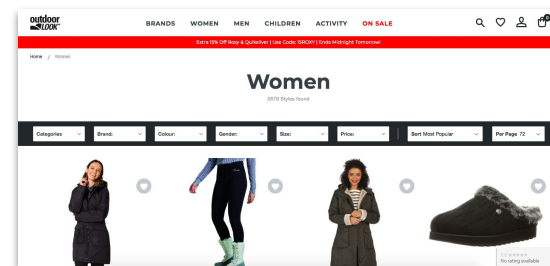 outdoor
LOOK
BRANDS WOMEN MEN CHILDREN ACTIVITY ON SALE
0
Extra 15% Off Roxy & Quiksilver | Use Code: 15ROXY | Ends Midnight Tomorrow!
Home / Women
Women
2679 Styles found
Categories Brand: Colour: Gender: Size: Price: Sort Most Popular Per Page 72
No rating available